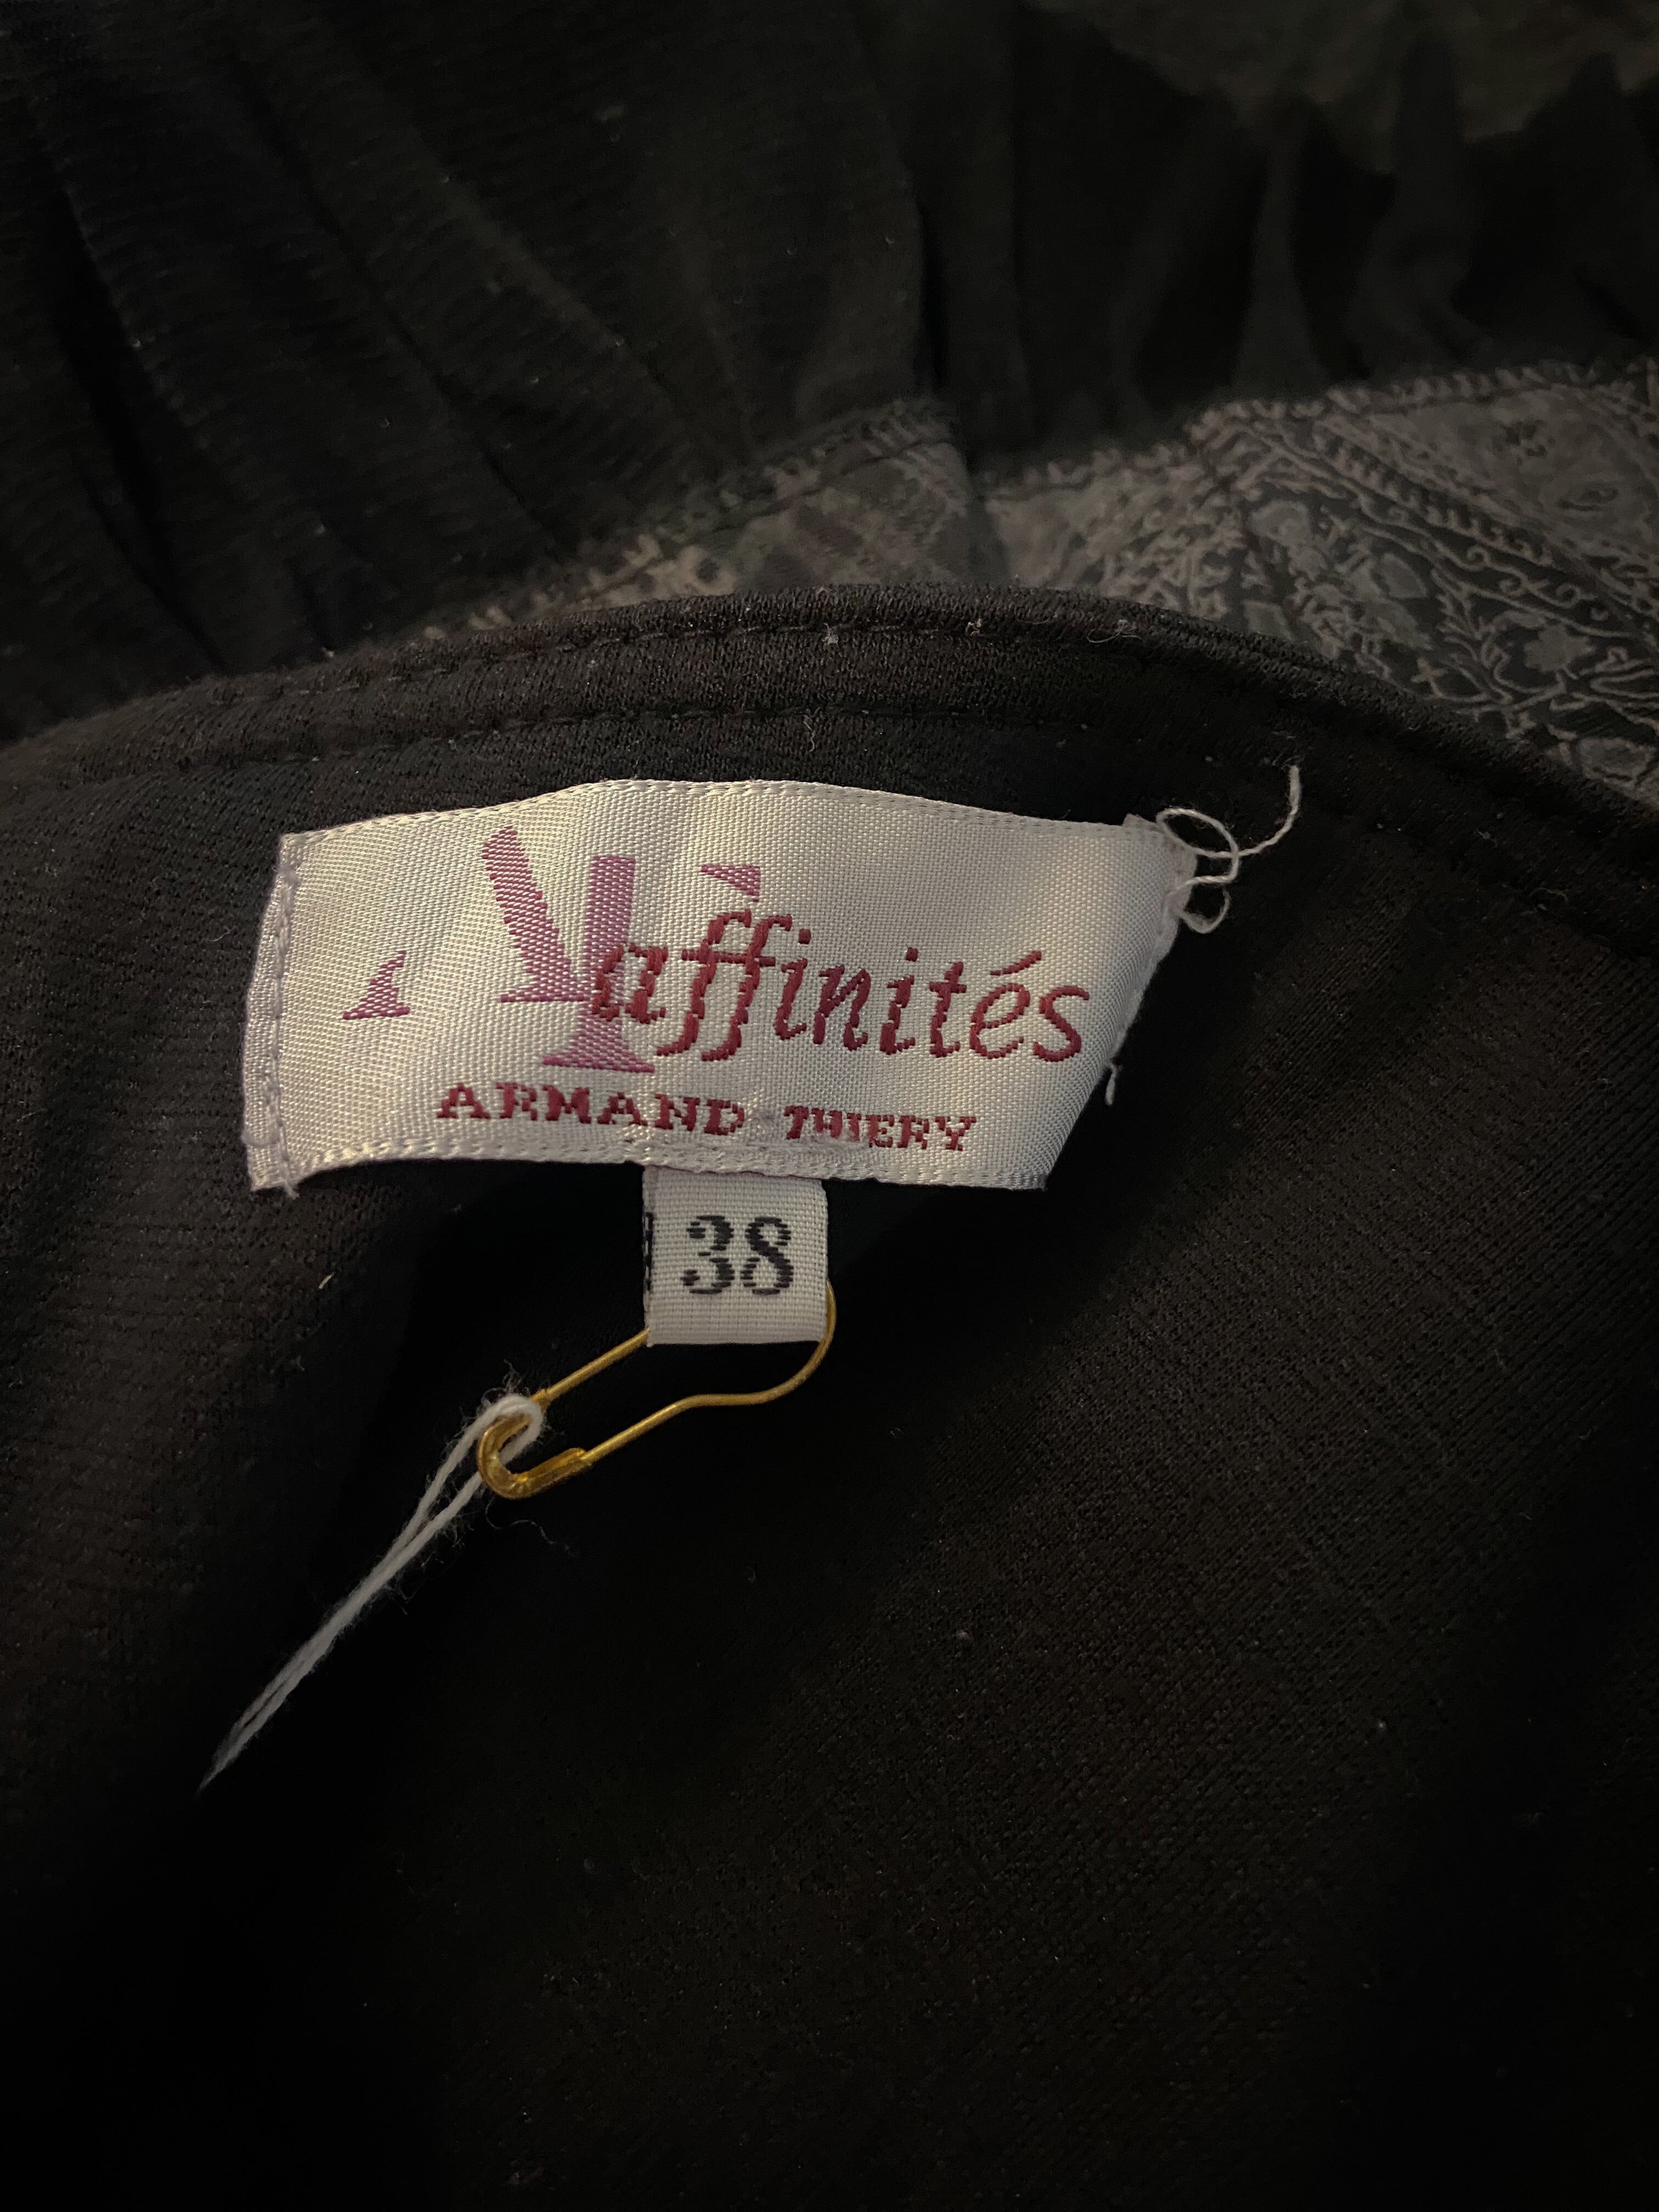 affinités
ARMAND THIERY
38